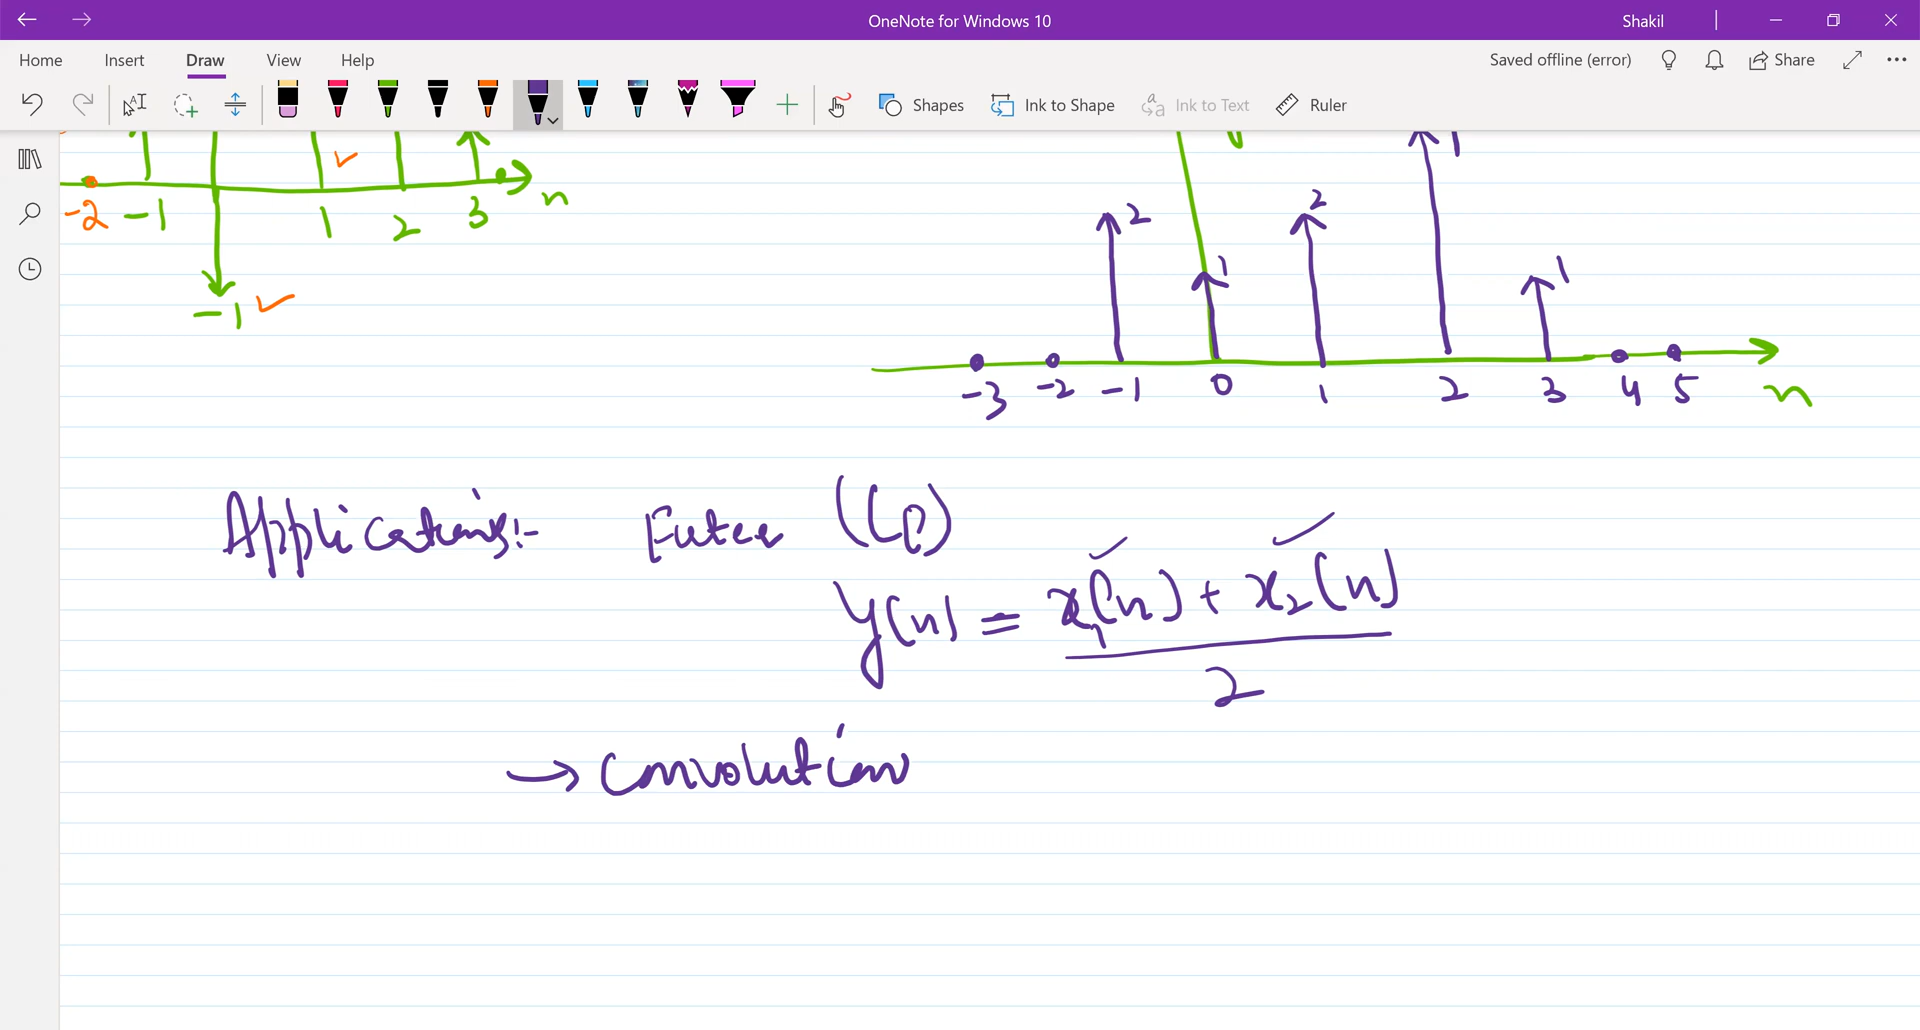 OneNote for Windows 10
Shakil
Home Insert Draw View Help
Saved offline (error) Share
Shapes Ink to Shape Ink to Text Ruler
-2 -1 1 2 3 n
-1
2 1 2 1
-3 -2 -1 0 1 2 3 4 5 n
Applications:- (LP)
y(n) = x₁(n) + x₂(n)
2
→ Convolution